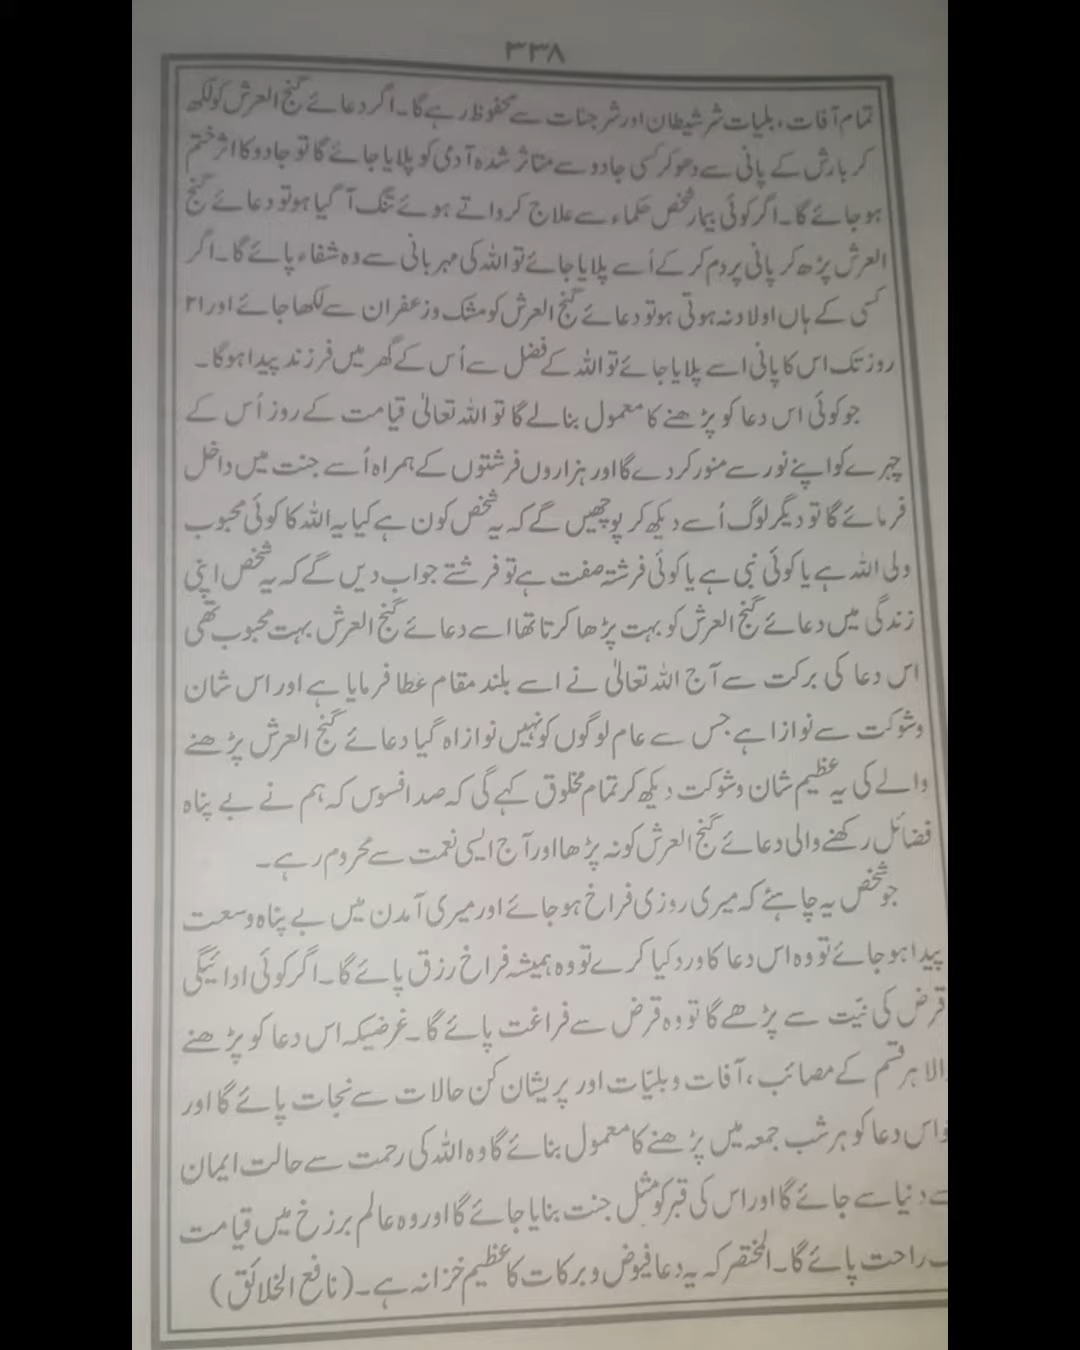 ۳۳۸
تمام آفات، بلیات شر شیطان اور شر جنات سے محفوظ رہے گا۔ اگر دعائے گنج العرش کو لکھ
کر بارش کے پانی سے دھو کر کسی جادو سے متاثر شدہ آدمی کو پلایا جائے گا تو جادو کا اثر ختم
ہو جائے گا۔ اگر کوئی بیمار شخص حکماء سے علاج کرواتے ہوئے تنگ آ گیا ہو تو دعائے گنج
العرش پڑھ کر پانی پر دم کر کے اُسے پلایا جائے تو اللہ کی مہربانی سے وہ شفاء پائے گا۔ اگر
کسی کے ہاں اولاد نہ ہوتی ہو تو دعائے گنج العرش کو مشک و زعفران سے لکھا جائے اور ۲۱
روز تک اس کا پانی اسے پلایا جائے تو اللہ کے فضل سے اُس کے گھر میں فرزند پیدا ہوگا۔
جو کوئی اس دعا کو پڑھنے کا معمول بنالے گا تو اللہ تعالیٰ قیامت کے روز اُس کے
چہرے کو اپنے نور سے منور کر دے گا اور ہزاروں فرشتوں کے ہمراہ اُسے جنت میں داخل
فرمائے گا تو دیگر لوگ اُسے دیکھ کر پوچھیں گے کہ یہ شخص کون ہے کیا یہ اللہ کا کوئی محبوب
ولی اللہ ہے یا کوئی نبی ہے یا کوئی فرشتہ صفت ہے تو فرشتے جواب دیں گے کہ یہ شخص اپنی
زندگی میں دعائے گنج العرش کو بہت پڑھا کرتا تھا اسے دعائے گنج العرش بہت محبوب تھی
اس دعا کی برکت سے آج اللہ تعالیٰ نے اسے بلند مقام عطا فرمایا ہے اور اس شان
وشوکت سے نوازا ہے جس سے عام لوگوں کو نہیں نوازاہ گیا دعائے گنج العرش پڑھنے
والے کی یہ عظیم شان وشوکت دیکھ کر تمام مخلوق کہے گی کہ صد افسوس کہ ہم نے بے پناہ
فضائل رکھنے والی دعائے گنج العرش کو نہ پڑھا اور آج ایسی نعمت سے محروم رہے۔
جو شخص یہ چاہئے کہ میری روزی فراخ ہو جائے اور میری آمدن میں بے پناہ وسعت
پیدا ہو جائے تو وہ اس دعا کا ورد کیا کرے تو وہ ہمیشہ فراخ رزق پائے گا۔ اگر کوئی ادائیگی
قرض کی نیّت سے پڑھے گا تو وہ قرض سے فراغت پائے گا۔ غرضیکہ اس دعا کو پڑھنے
الا ہر قسم کے مصائب، آفات و بلیّات اور پریشان کن حالات سے نجات پائے گا اور
اس دعا کو ہر شب جمعہ میں پڑھنے کا معمول بنائے گا وہ اللہ کی رحمت سے حالت ایمان
دنیا سے جائے گا اور اس کی قبر کو مثل جنت بنایا جائے گا اور وہ عالم برزخ میں قیامت
راحت پائے گا۔ المختصر کہ یہ دعا فیوض و برکات کا عظیم خزانہ ہے۔ (نافع الخلائق)